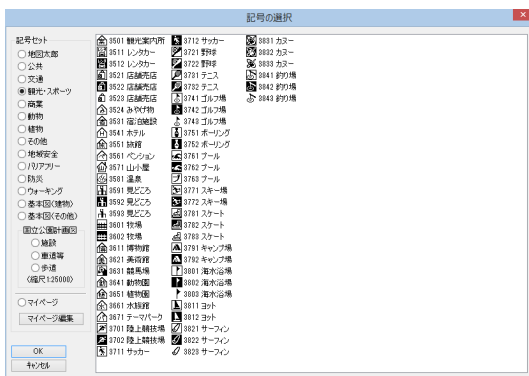 記号の選択
記号セット
地図太郎
公共
交通
観光・スポーツ
商業
動物
植物
その他
地域安全
バリアフリー
防災
ウォーキング
基本図(建物)
基本図(その他)
国立公園計画図
施設
車道等
歩道
(縮尺1:25000)
マイページ
マイページ編集
OK
キャンセル
3501 観光案内所
3511 レンタカー
3512 レンタカー
3521 店舗売店
3522 店舗売店
3523 店舗売店
3524 みやげ物
3531 宿泊施設
3541 ホテル
3551 旅館
3561 ペンション
3571 山小屋
3581 温泉
3591 見どころ
3592 見どころ
3593 見どころ
3601 牧場
3602 牧場
3611 博物館
3621 美術館
3631 競馬場
3641 動物園
3651 植物園
3661 水族館
3671 テーマパーク
3701 陸上競技場
3702 陸上競技場
3711 サッカー
3712 サッカー
3721 野球
3722 野球
3731 テニス
3732 テニス
3741 ゴルフ場
3742 ゴルフ場
3743 ゴルフ場
3751 ボーリング
3752 ボーリング
3761 プール
3762 プール
3763 プール
3771 スキー場
3772 スキー場
3781 スケート
3782 スケート
3783 スケート
3791 キャンプ場
3792 キャンプ場
3801 海水浴場
3802 海水浴場
3803 海水浴場
3811 ヨット
3812 ヨット
3821 サーフィン
3822 サーフィン
3823 サーフィン
3831 カヌー
3832 カヌー
3833 カヌー
3841 釣り場
3842 釣り場
3843 釣り場